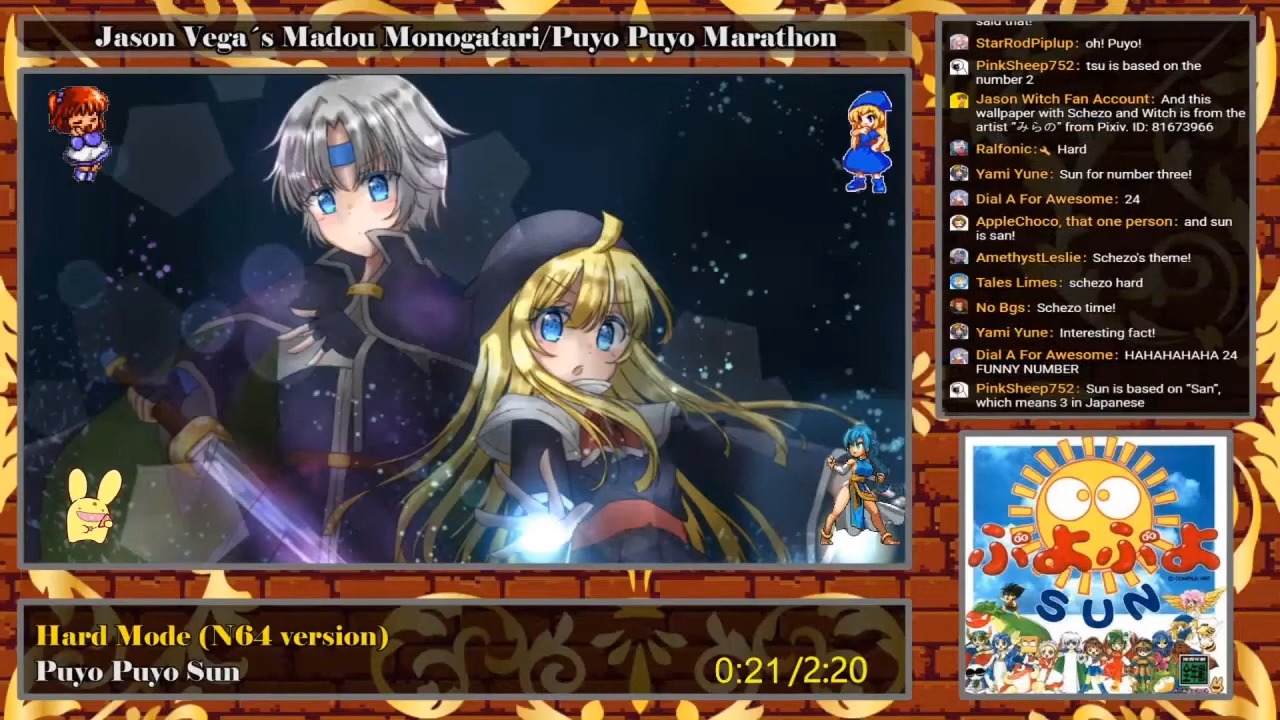 Jason Vega´s Madou Monogatari/Puyo Puyo Marathon
said that!
StarRodPiplup: oh! Puyo!
PinkSheep752: tsu is based on the
number 2
Jason Witch Fan Account: And this
wallpaper with Schezo and Witch is from the
artist “みらの” from Pixiv. ID: 81673966
Ralfonic: Hard
Yami Yune: Sun for number three!
Dial A For Awesome: 24
AppleChoco, that one person: and sun
is san!
AmethystLeslie: Schezo's theme!
Tales Limes: schezo hard
No Bgs: Schezo time!
Yami Yune: Interesting fact!
Dial A For Awesome: HAHAHAHAHA 24
FUNNY NUMBER
PinkSheep752: Sun is based on “San”,
which means 3 in Japanese
ぷよぷよ
SUN
Hard Mode (N64 version)
Puyo Puyo Sun
0:21 /2:20